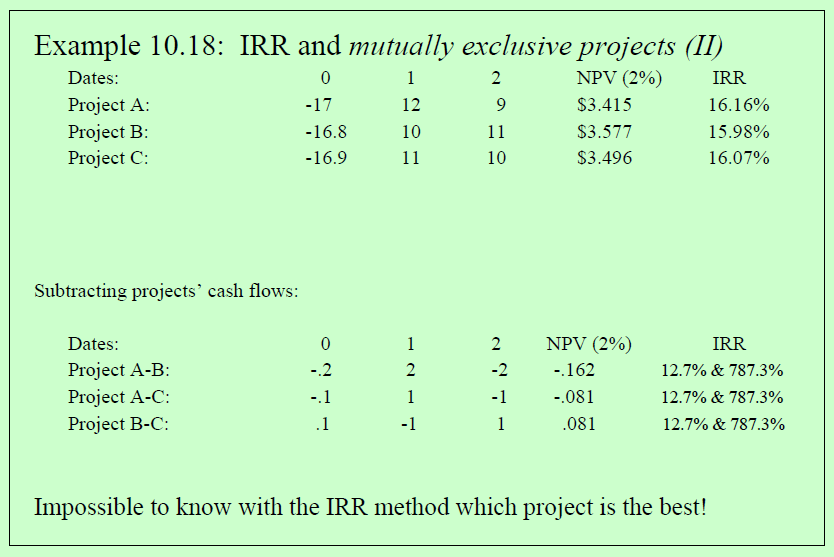 Example 10.18: IRR and mutually exclusive projects (II)
Dates: 0 1 2 NPV (2%) IRR
Project A: -17 12 9 $3.415 16.16%
Project B: -16.8 10 11 $3.577 15.98%
Project C: -16.9 11 10 $3.496 16.07%
Subtracting projects’ cash flows:
Dates: 0 1 2 NPV (2%) IRR
Project A-B: -.2 2 -2 -.162 12.7% & 787.3%
Project A-C: -.1 1 -1 -.081 12.7% & 787.3%
Project B-C: .1 -1 1 .081 12.7% & 787.3%
Impossible to know with the IRR method which project is the best!